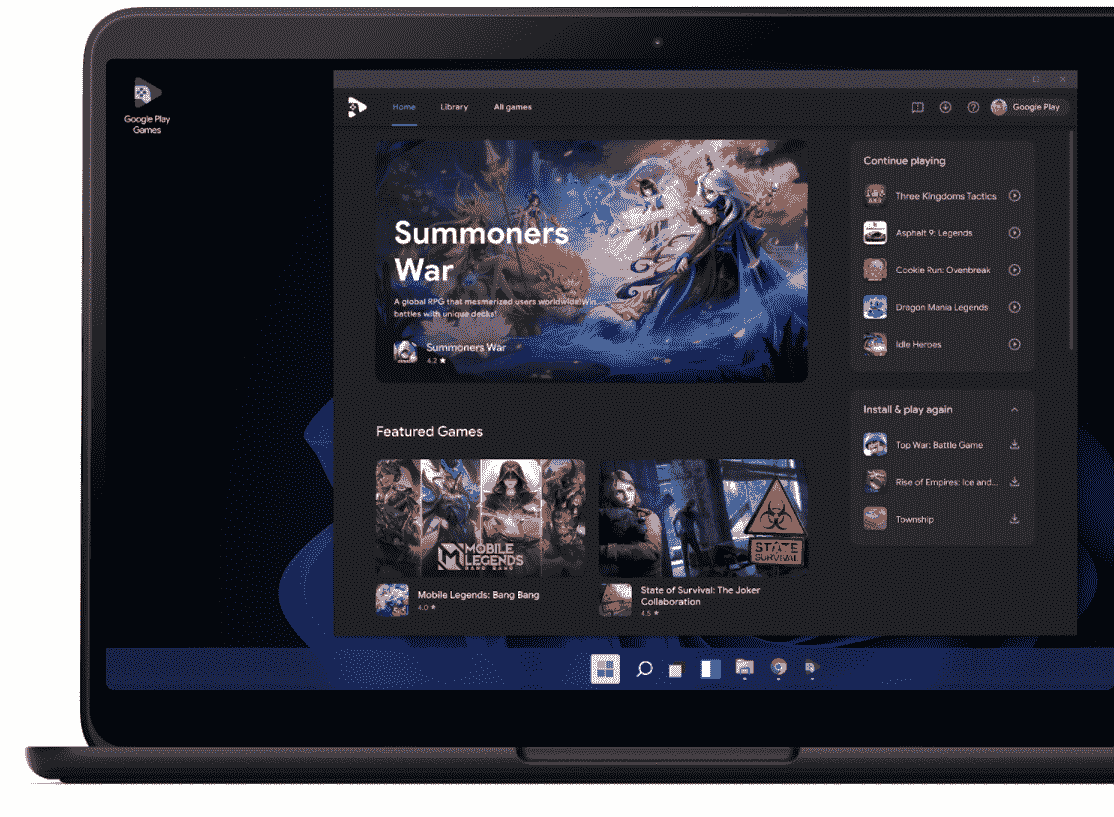 Google Play
Games
Home
Library
All games
Google Play
Summoners
War
A global RPG that mesmerized users worldwide!Win
battles with unique decks!
Summoners War
4.2 ★
Continue playing
Three Kingdoms Tactics
Asphalt 9: Legends
Cookie Run: Ovenbreak
Dragon Mania Legends
Idle Heroes
Install & play again
Top War: Battle Game
Rise of Empires: Ice and...
Township
Featured Games
MOBILE
LEGENDS
BANG BANG
Mobile Legends: Bang Bang
4.0 ★
STATE
SURVIVAL
State of Survival: The Joker
Collaboration
4.5 ★